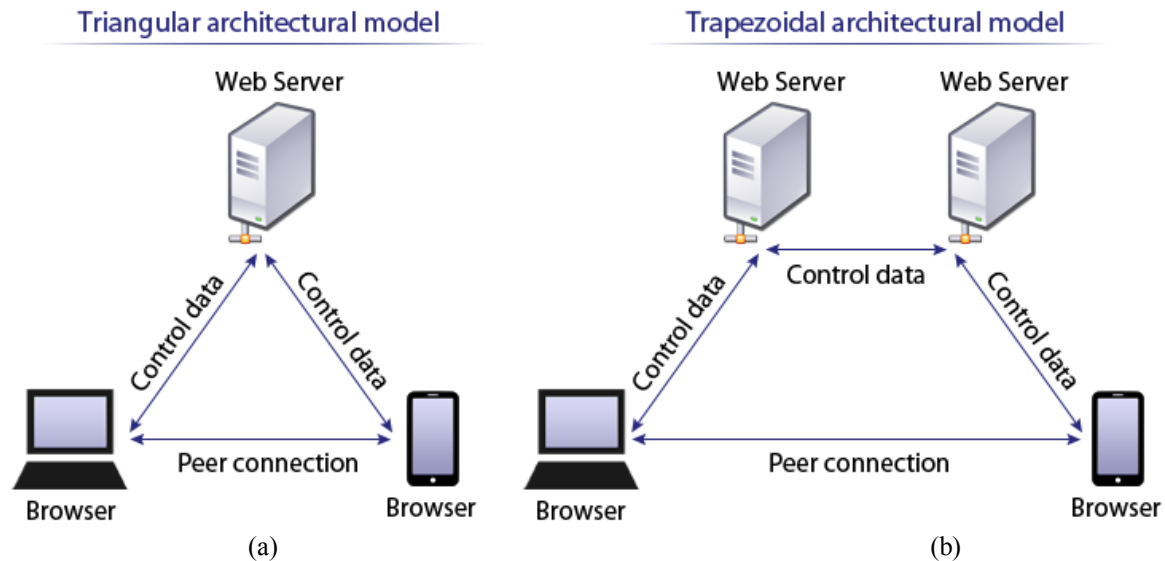 Triangular architectural model
Web Server
Control data
Control data
Peer connection
Browser
Browser
(a)
Trapezoidal architectural model
Web Server
Web Server
Control data
Control data
Control data
Peer connection
Browser
Browser
(b)